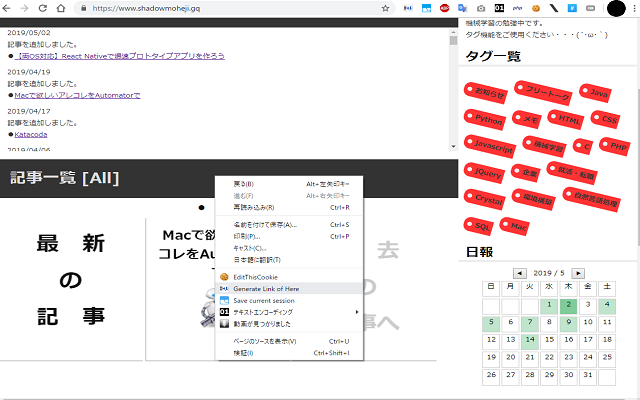 https://www.shadowmoheji.gq
2019/05/02
記事を追加しました。
●【両OS対応】React Nativeで爆速プロトタイプアプリを作ろう
2019/04/19
記事を追加しました。
●Macで欲しいアレコレをAutomatorで
2019/04/17
記事を追加しました。
●Katacoda
2019/04/06
機械学習の勉強中です。
タグ機能をご使用ください・・・(´･ω･`)
タグ一覧
お知らせ
フリートーク
Java
Python
メモ
HTML
CSS
Javascript
機械学習
C
PHP
jQuery
企業
就活・転職
Crystal
環境構築
自然言語処理
SQL
Mac
記事一覧 [All]
最 新
の
記 事
Macで欲
コレをAu
去
の
事へ
戻る(B) Alt+左矢印キー
進む(F) Alt+右矢印キー
再読み込み(R) Ctrl+R
名前を付けて保存(A)... Ctrl+S
印刷(P)... Ctrl+P
キャスト(C)...
日本語に翻訳(T)
EditThisCookie
Generate Link of Here
Save current session
テキストエンコーディング
動画が見つかりました
ページのソースを表示(V) Ctrl+U
検証(I) Ctrl+Shift+I
日報
◀ 2019 / 5 ▶
日 月 火 水 木 金 土
1 2 3 4
5 6 7 8 9 10 11
12 13 14 15 16 17 18
19 20 21 22 23 24 25
26 27 28 29 30 31